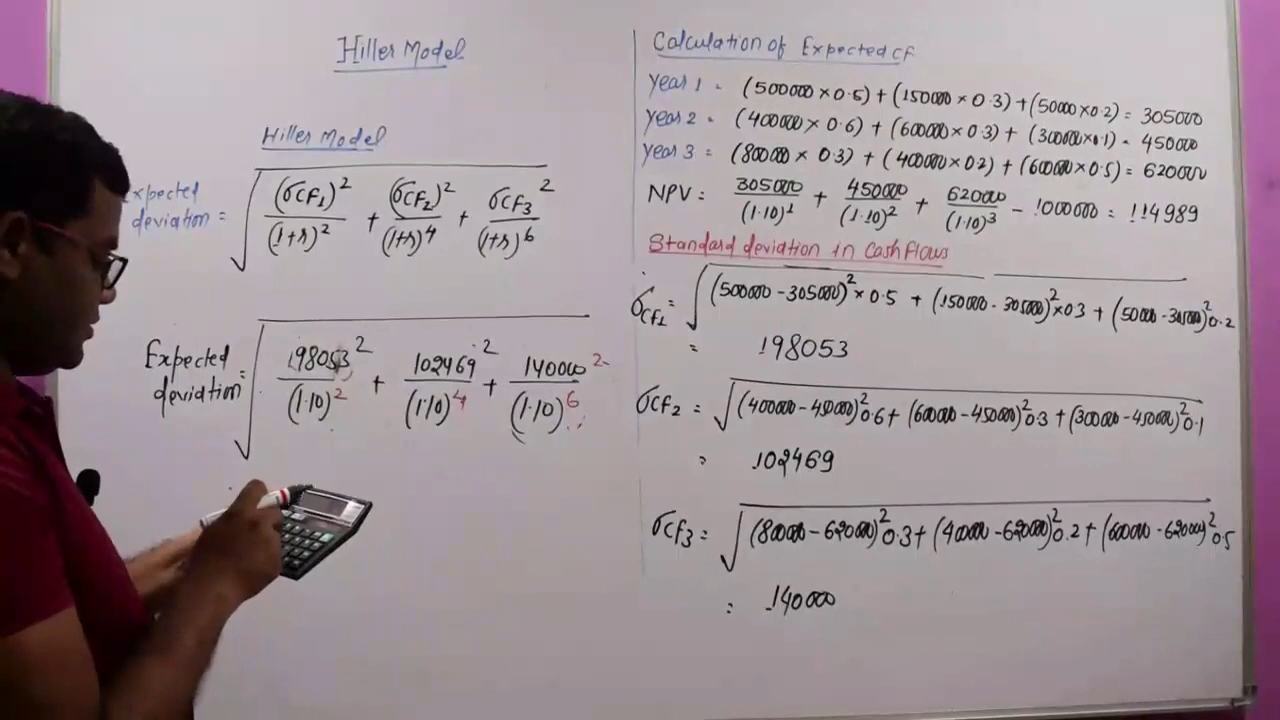 Hiller Model
Hiller Model
Expected deviation = √ (σCF₁)²/(1+r)² + (σCF₂)²/(1+r)⁴ + σCF₃²/(1+r)⁶
Expected deviation = √ 198053²/(1.10)² + 102469²/(1.10)⁴ + 140000²/(1.10)⁶
Calculation of Expected CF
Year 1 = (500000 × 0.5) + (150000 × 0.3) + (50000 × 0.2) = 305000
Year 2 = (400000 × 0.6) + (600000 × 0.3) + (300000 × 0.1) = 450000
Year 3 = (800000 × 0.3) + (400000 × 0.2) + (600000 × 0.5) = 620000
NPV = 305000/(1.10)¹ + 450000/(1.10)² + 620000/(1.10)³ - 1000000 = 114989
Standard deviation in Cash flows
σCF₁ = √ (500000 - 305000)² × 0.5 + (150000 - 305000)² × 0.3 + (50000 - 305000)² 0.2
= 198053
σCF₂ = √ (400000 - 450000)² 0.6 + (600000 - 450000)² 0.3 + (300000 - 450000)² 0.1
= 102469
σCF₃ = √ (800000 - 620000)² 0.3 + (400000 - 620000)² 0.2 + (600000 - 620000)² 0.5
= 140000